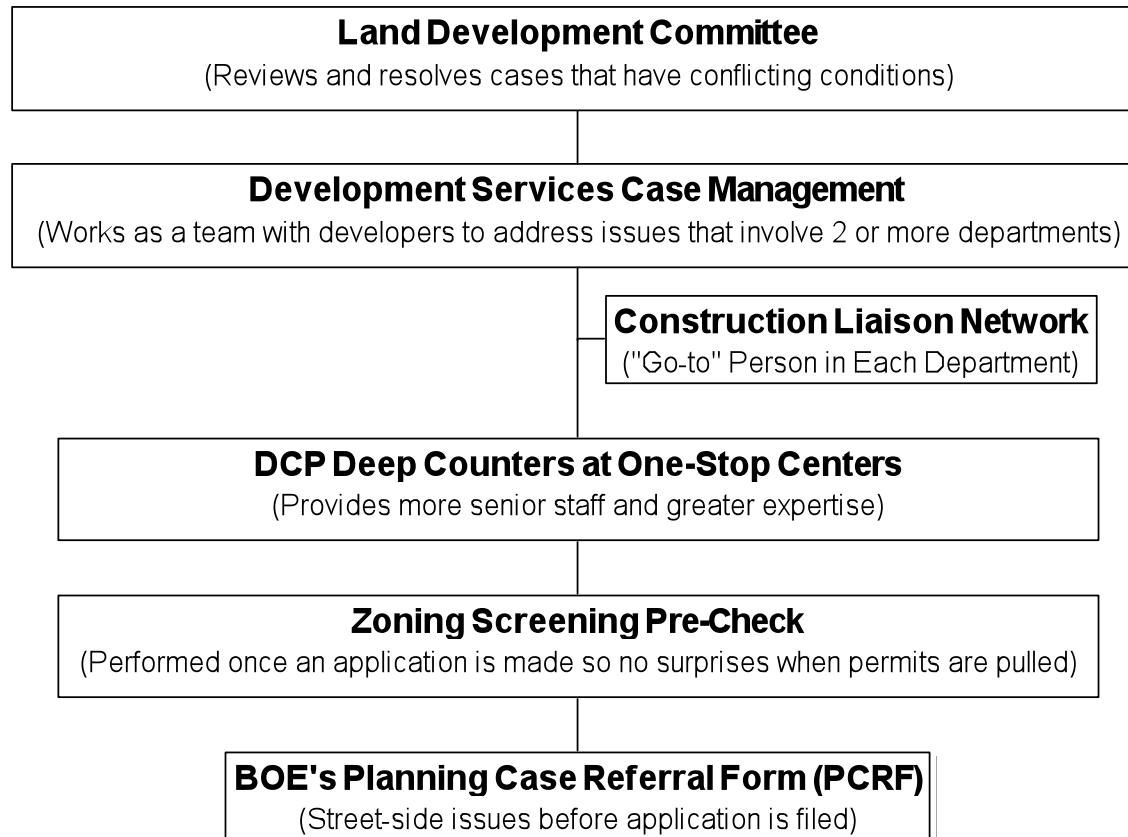 Land Development Committee
(Reviews and resolves cases that have conflicting conditions)
Development Services Case Management
(Works as a team with developers to address issues that involve 2 or more departments)
Construction Liaison Network
("Go-to" Person in Each Department)
DCP Deep Counters at One-Stop Centers
(Provides more senior staff and greater expertise)
Zoning Screening Pre-Check
(Performed once an application is made so no surprises when permits are pulled)
BOE's Planning Case Referral Form (PCRF)
(Street-side issues before application is filed)